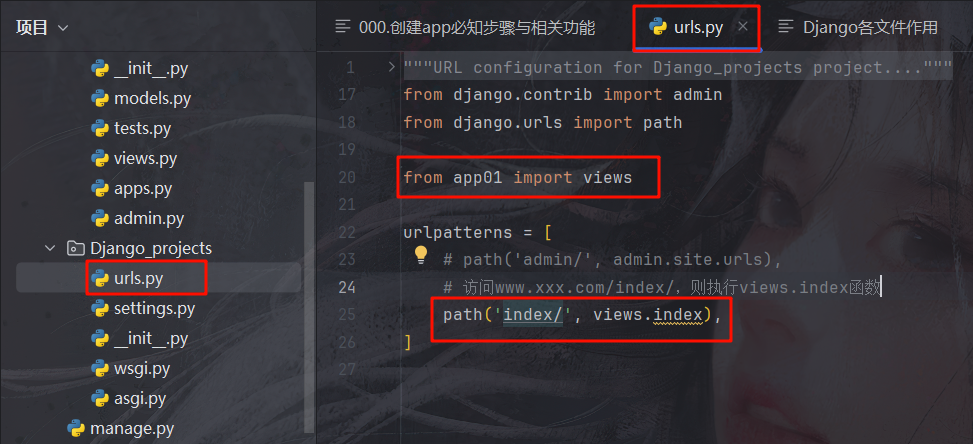 项目
000.创建app必知步骤与相关功能
urls.py
Django各文件作用
__init__.py
models.py
tests.py
views.py
apps.py
admin.py
Django_projects
urls.py
settings.py
__init__.py
wsgi.py
asgi.py
manage.py
1 """URL configuration for Django_projects project...."""
17 from django.contrib import admin
18 from django.urls import path
19
20 from app01 import views
21
22 urlpatterns = [
23 # path('admin/', admin.site.urls),
24 # 访问www.xxx.com/index/, 则执行views.index函数
25 path('index/', views.index),
26 ]
27